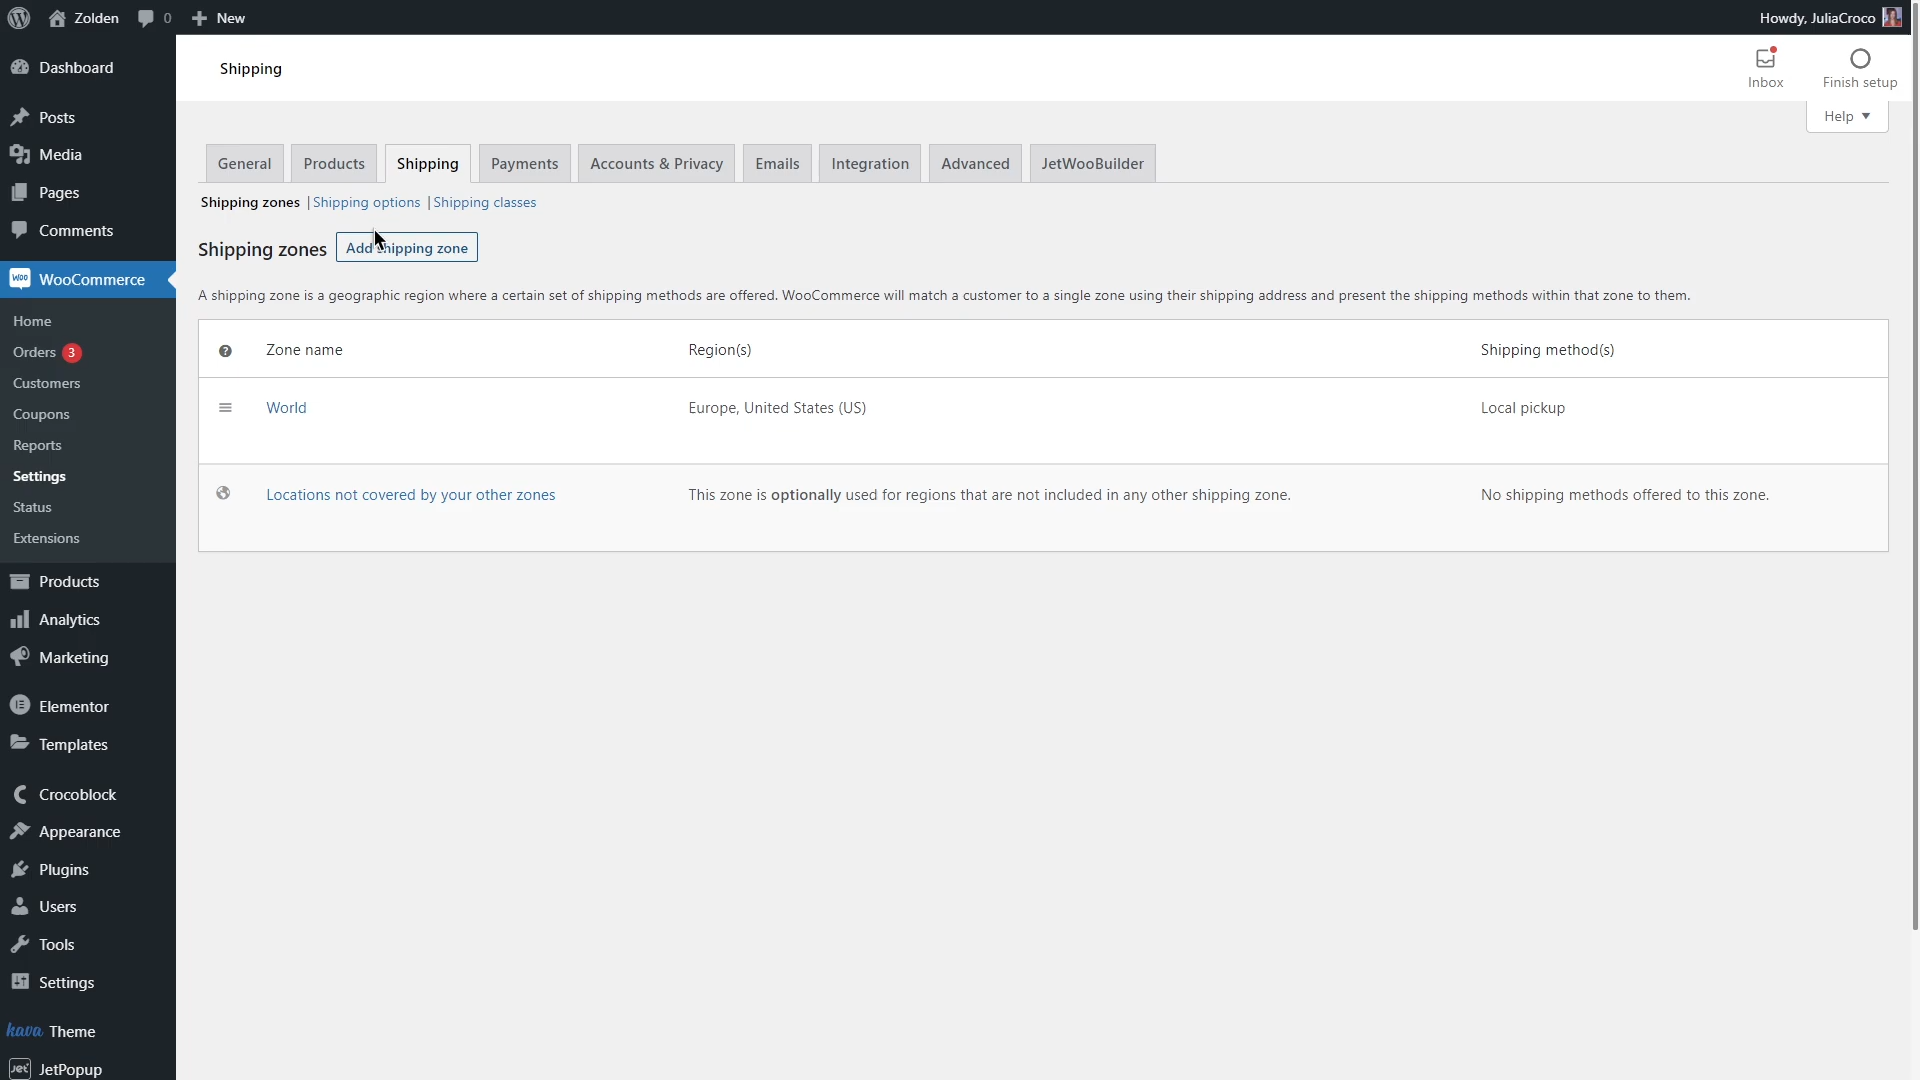 Zolden 0 New Howdy, JuliaCroco
Dashboard
Posts
Media
Pages
Comments
Woo WooCommerce
Home
Orders 3
Customers
Coupons
Reports
Settings
Status
Extensions
Products
Analytics
Marketing
Elementor
Templates
Crocoblock
Appearance
Plugins
Users
Tools
Settings
kava Theme
Jet JetPopup
Shipping
Inbox
Finish setup
Help
General Products Shipping Payments Accounts & Privacy Emails Integration Advanced JetWooBuilder
Shipping zones | Shipping options | Shipping classes
Shipping zones Add shipping zone
A shipping zone is a geographic region where a certain set of shipping methods are offered. WooCommerce will match a customer to a single zone using their shipping address and present the shipping methods within that zone to them.
? Zone name Region(s) Shipping method(s)
World Europe, United States (US) Local pickup
Locations not covered by your other zones This zone is optionally used for regions that are not included in any other shipping zone. No shipping methods offered to this zone.